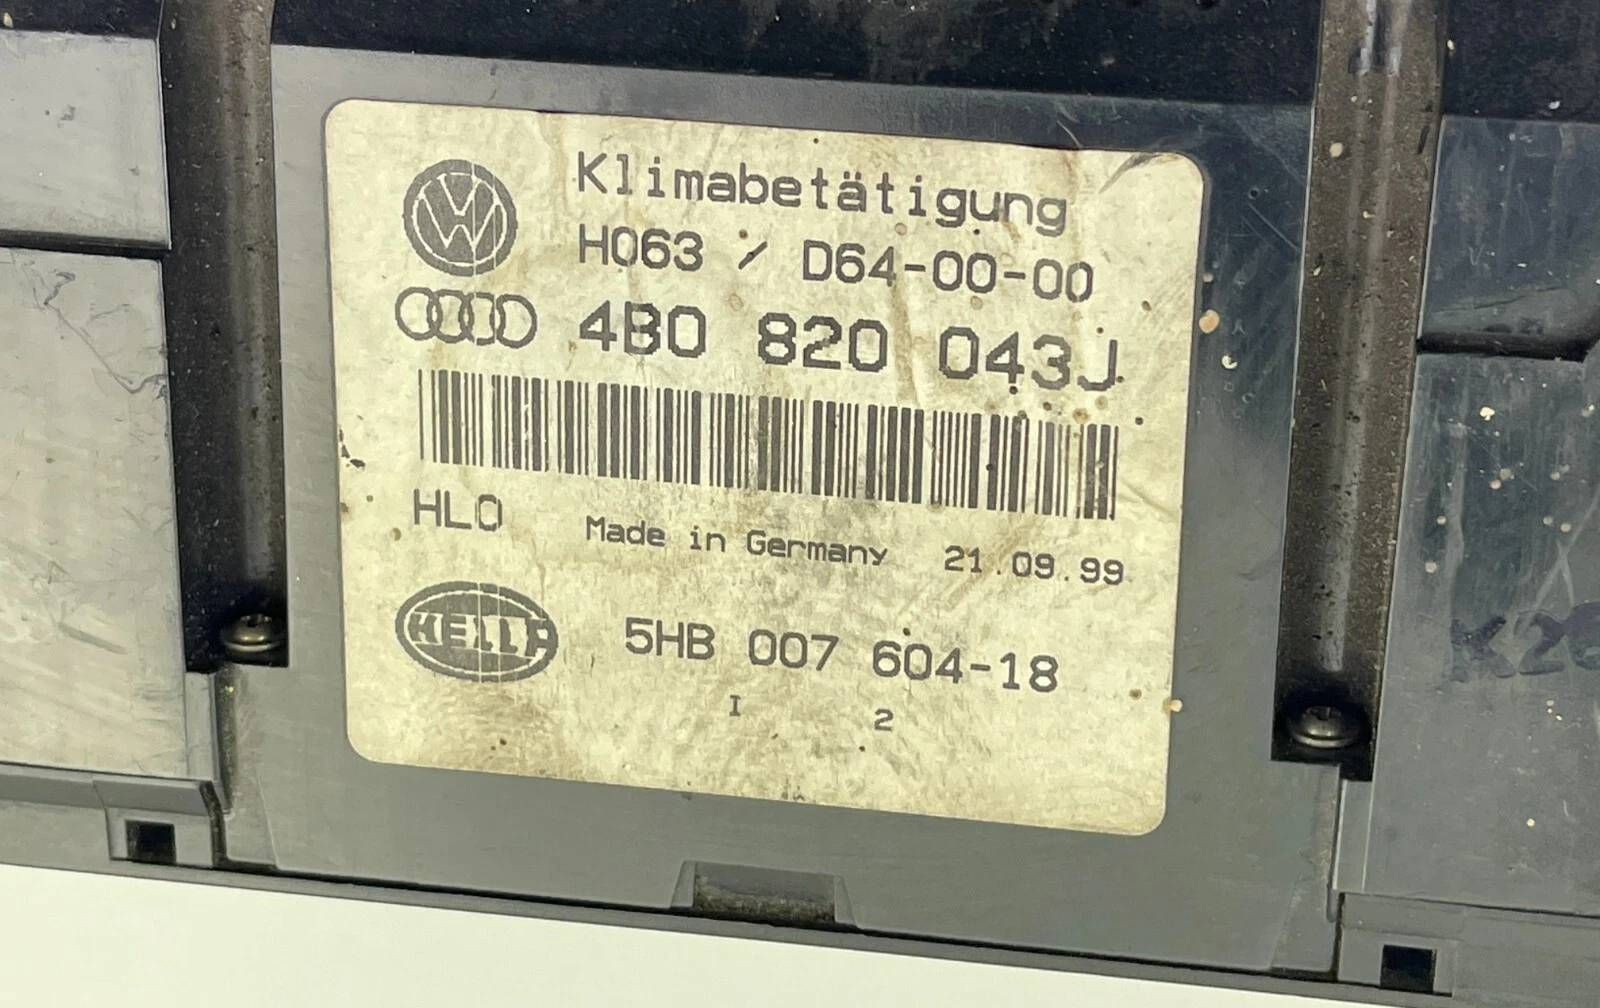 Klimabetätigung
H063 / D64-00-00
4B0 820 043J
HLO Made in Germany 21.09.99
HELLA 5HB 007 604-18
I 2